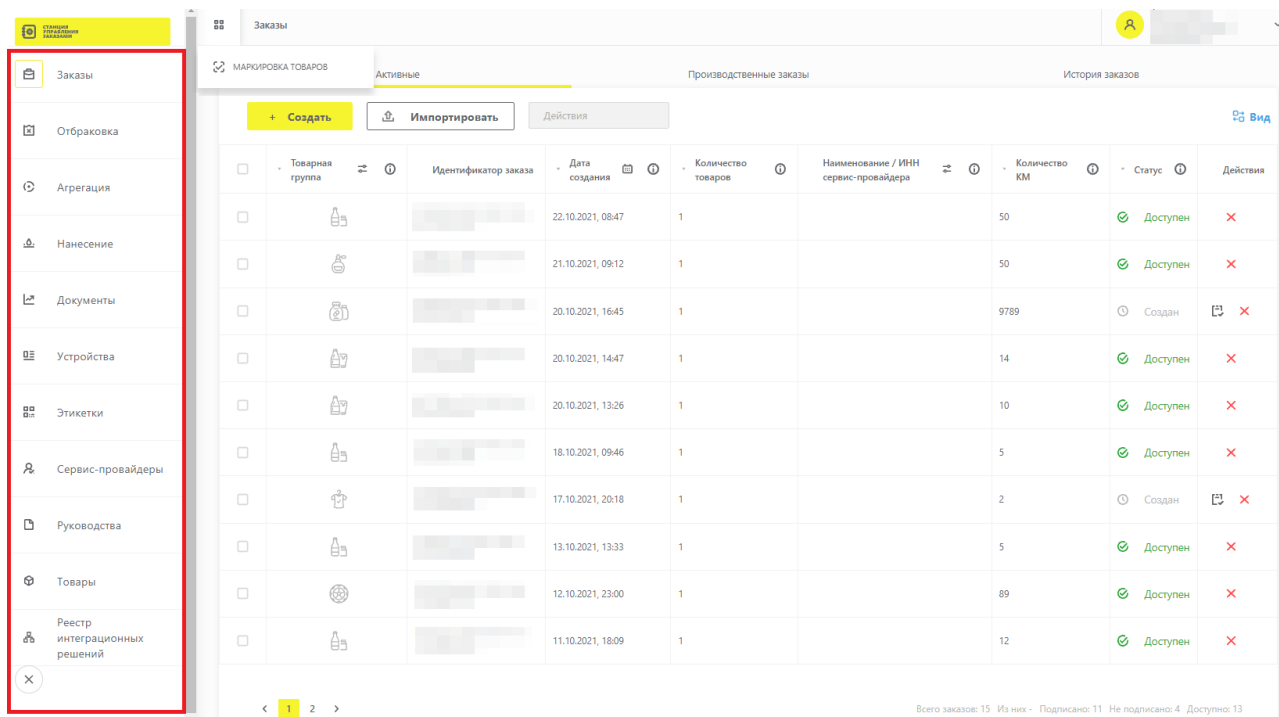 СТАНЦИЯ
УПРАВЛЕНИЯ
ЗАКАЗАМИ
Заказы
Отбраковка
Агрегация
Нанесение
Документы
Устройства
Этикетки
Сервис-провайдеры
Руководства
Товары
Реестр
интеграционных
решений
Заказы
МАРКИРОВКА ТОВАРОВ
Активные
Производственные заказы
История заказов
+ Создать
Импортировать
Действия
Вид
Товарная
группа
Идентификатор заказа
Дата
создания
Количество
товаров
Наименование / ИНН
сервис-провайдера
Количество
КМ
Статус
Действия
22.10.2021, 08:47 1 50 Доступен
21.10.2021, 09:12 1 50 Доступен
20.10.2021, 16:45 1 9789 Создан
20.10.2021, 14:47 1 14 Доступен
20.10.2021, 13:26 1 10 Доступен
18.10.2021, 09:46 1 5 Доступен
17.10.2021, 20:18 1 2 Создан
13.10.2021, 13:33 1 5 Доступен
12.10.2021, 23:00 1 89 Доступен
11.10.2021, 18:09 1 12 Доступен
1 2
Всего заказов: 15 Из них - Подписано: 11 Не подписано: 4 Доступно: 13